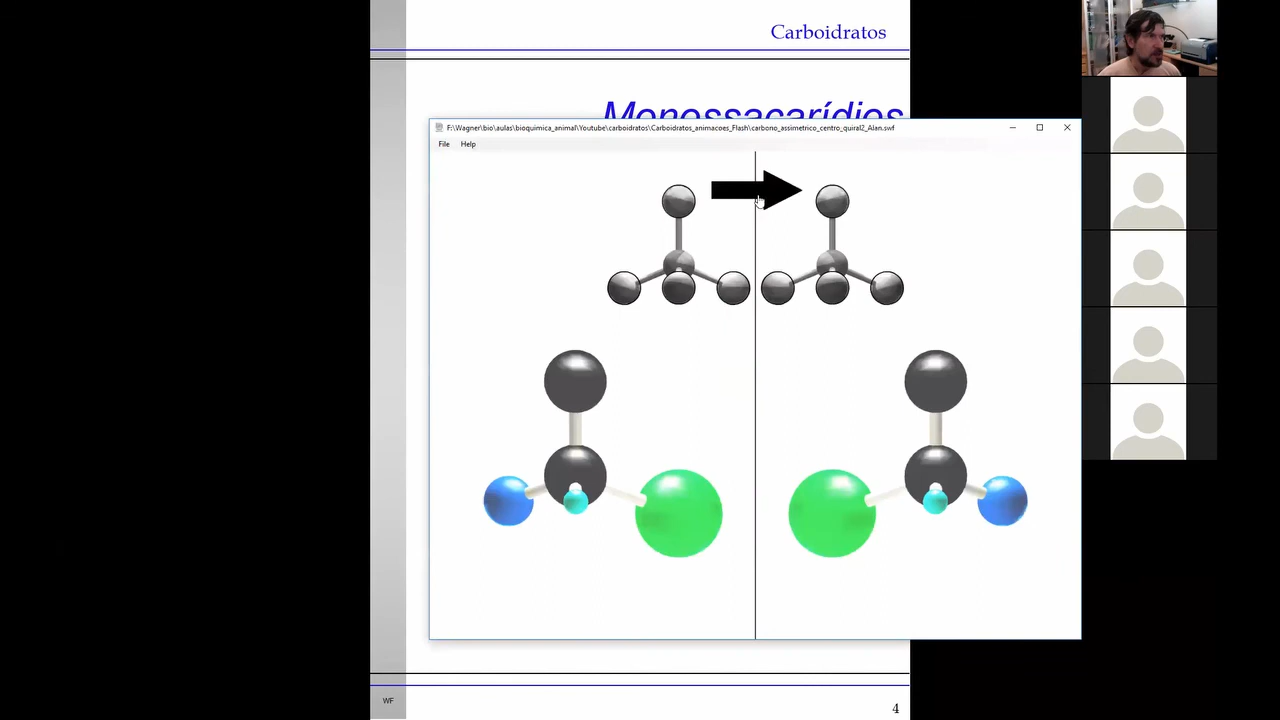 Carboidratos
Monossacarídios
F:\Wagner\bio\aulas\bioquimica_animal\Youtube\carboidratos\Carboidratos_animacoes_Flash\carbono_assimetrico_centro_quiral2_Alan.swf
File Help
WF
4